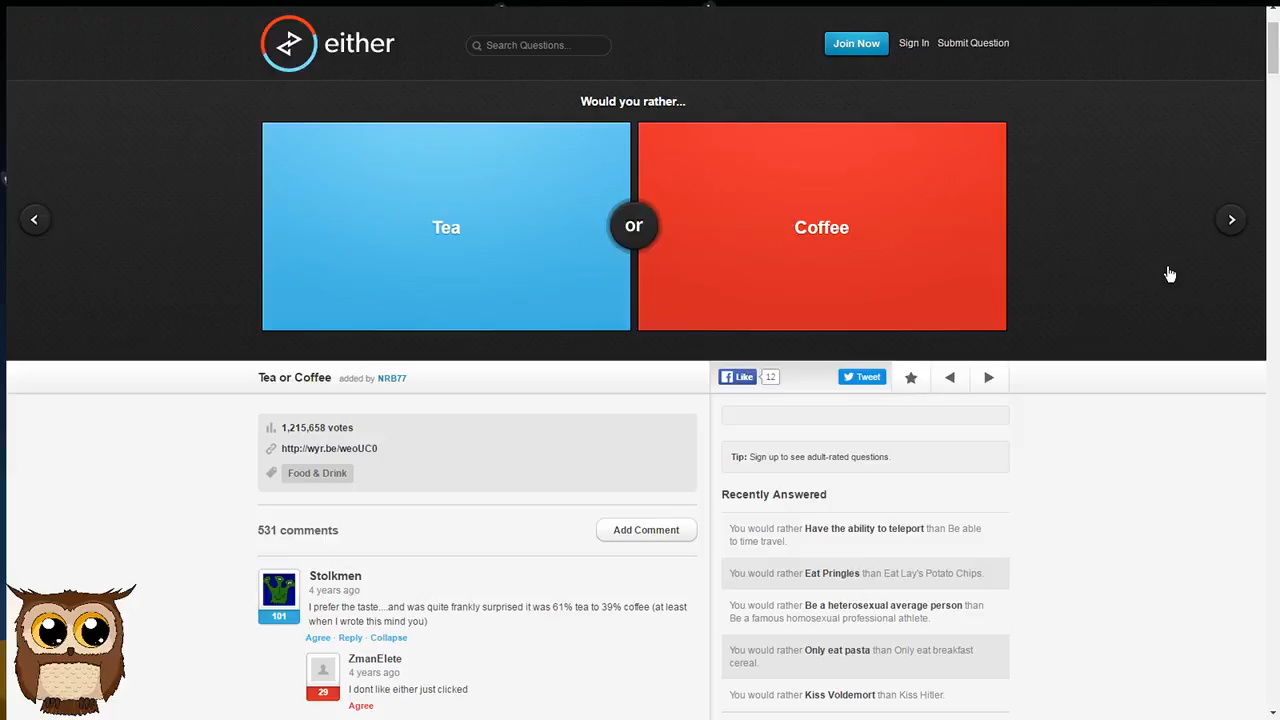 either
Search Questions...
Join Now
Sign In
Submit Question
Would you rather...
Tea
or
Coffee
Tea or Coffee added by NRB77
Like 12
Tweet
1,215,658 votes
http://wyr.be/weoUC0
Food & Drink
531 comments
Add Comment
Stolkmen
4 years ago
101
I prefer the taste....and was quite frankly surprised it was 61% tea to 39% coffee (at least
when I wrote this mind you)
Agree · Reply · Collapse
ZmanElete
4 years ago
29
I dont like either just clicked
Agree
Tip: Sign up to see adult-rated questions.
Recently Answered
You would rather Have the ability to teleport than Be able
to time travel.
You would rather Eat Pringles than Eat Lay's Potato Chips.
You would rather Be a heterosexual average person than
Be a famous homosexual professional athlete.
You would rather Only eat pasta than Only eat breakfast
cereal.
You would rather Kiss Voldemort than Kiss Hitler.